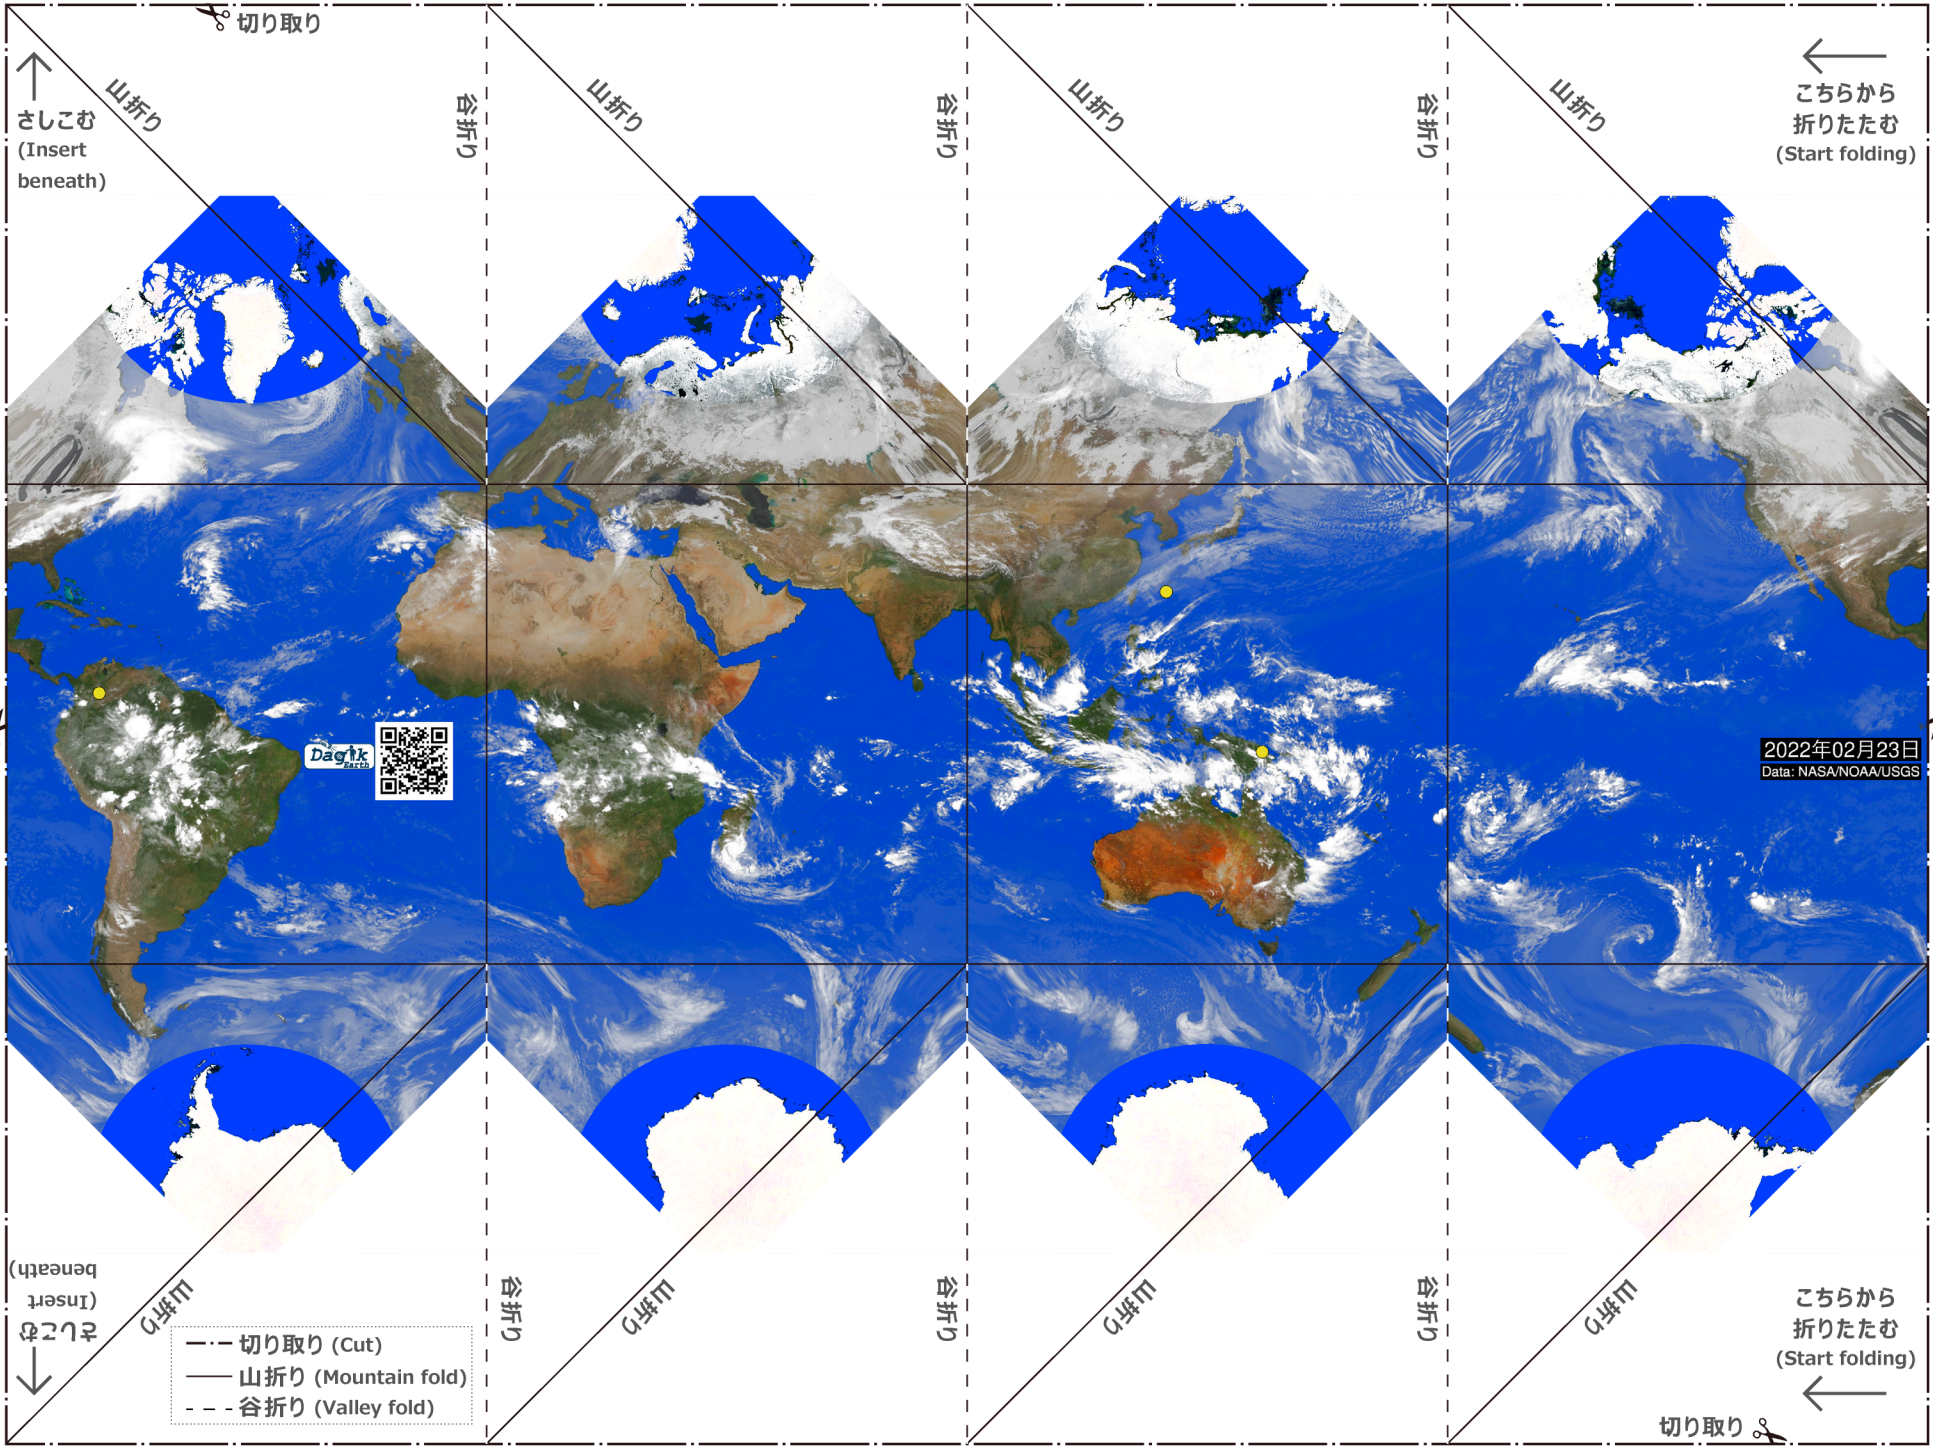 切り取り
山折り
谷折り
山折り
谷折り
山折り
谷折り
山折り
さしこむ
(Insert
beneath)
こちらから
折りたたむ
(Start folding)
Dagik
Earth
2022年02月23日
Data: NASA/NOAA/USGS
さしこむ
(Insert
beneath)
山折り
谷折り
山折り
谷折り
山折り
谷折り
山折り
こちらから
折りたたむ
(Start folding)
切り取り (Cut)
山折り (Mountain fold)
谷折り (Valley fold)
切り取り